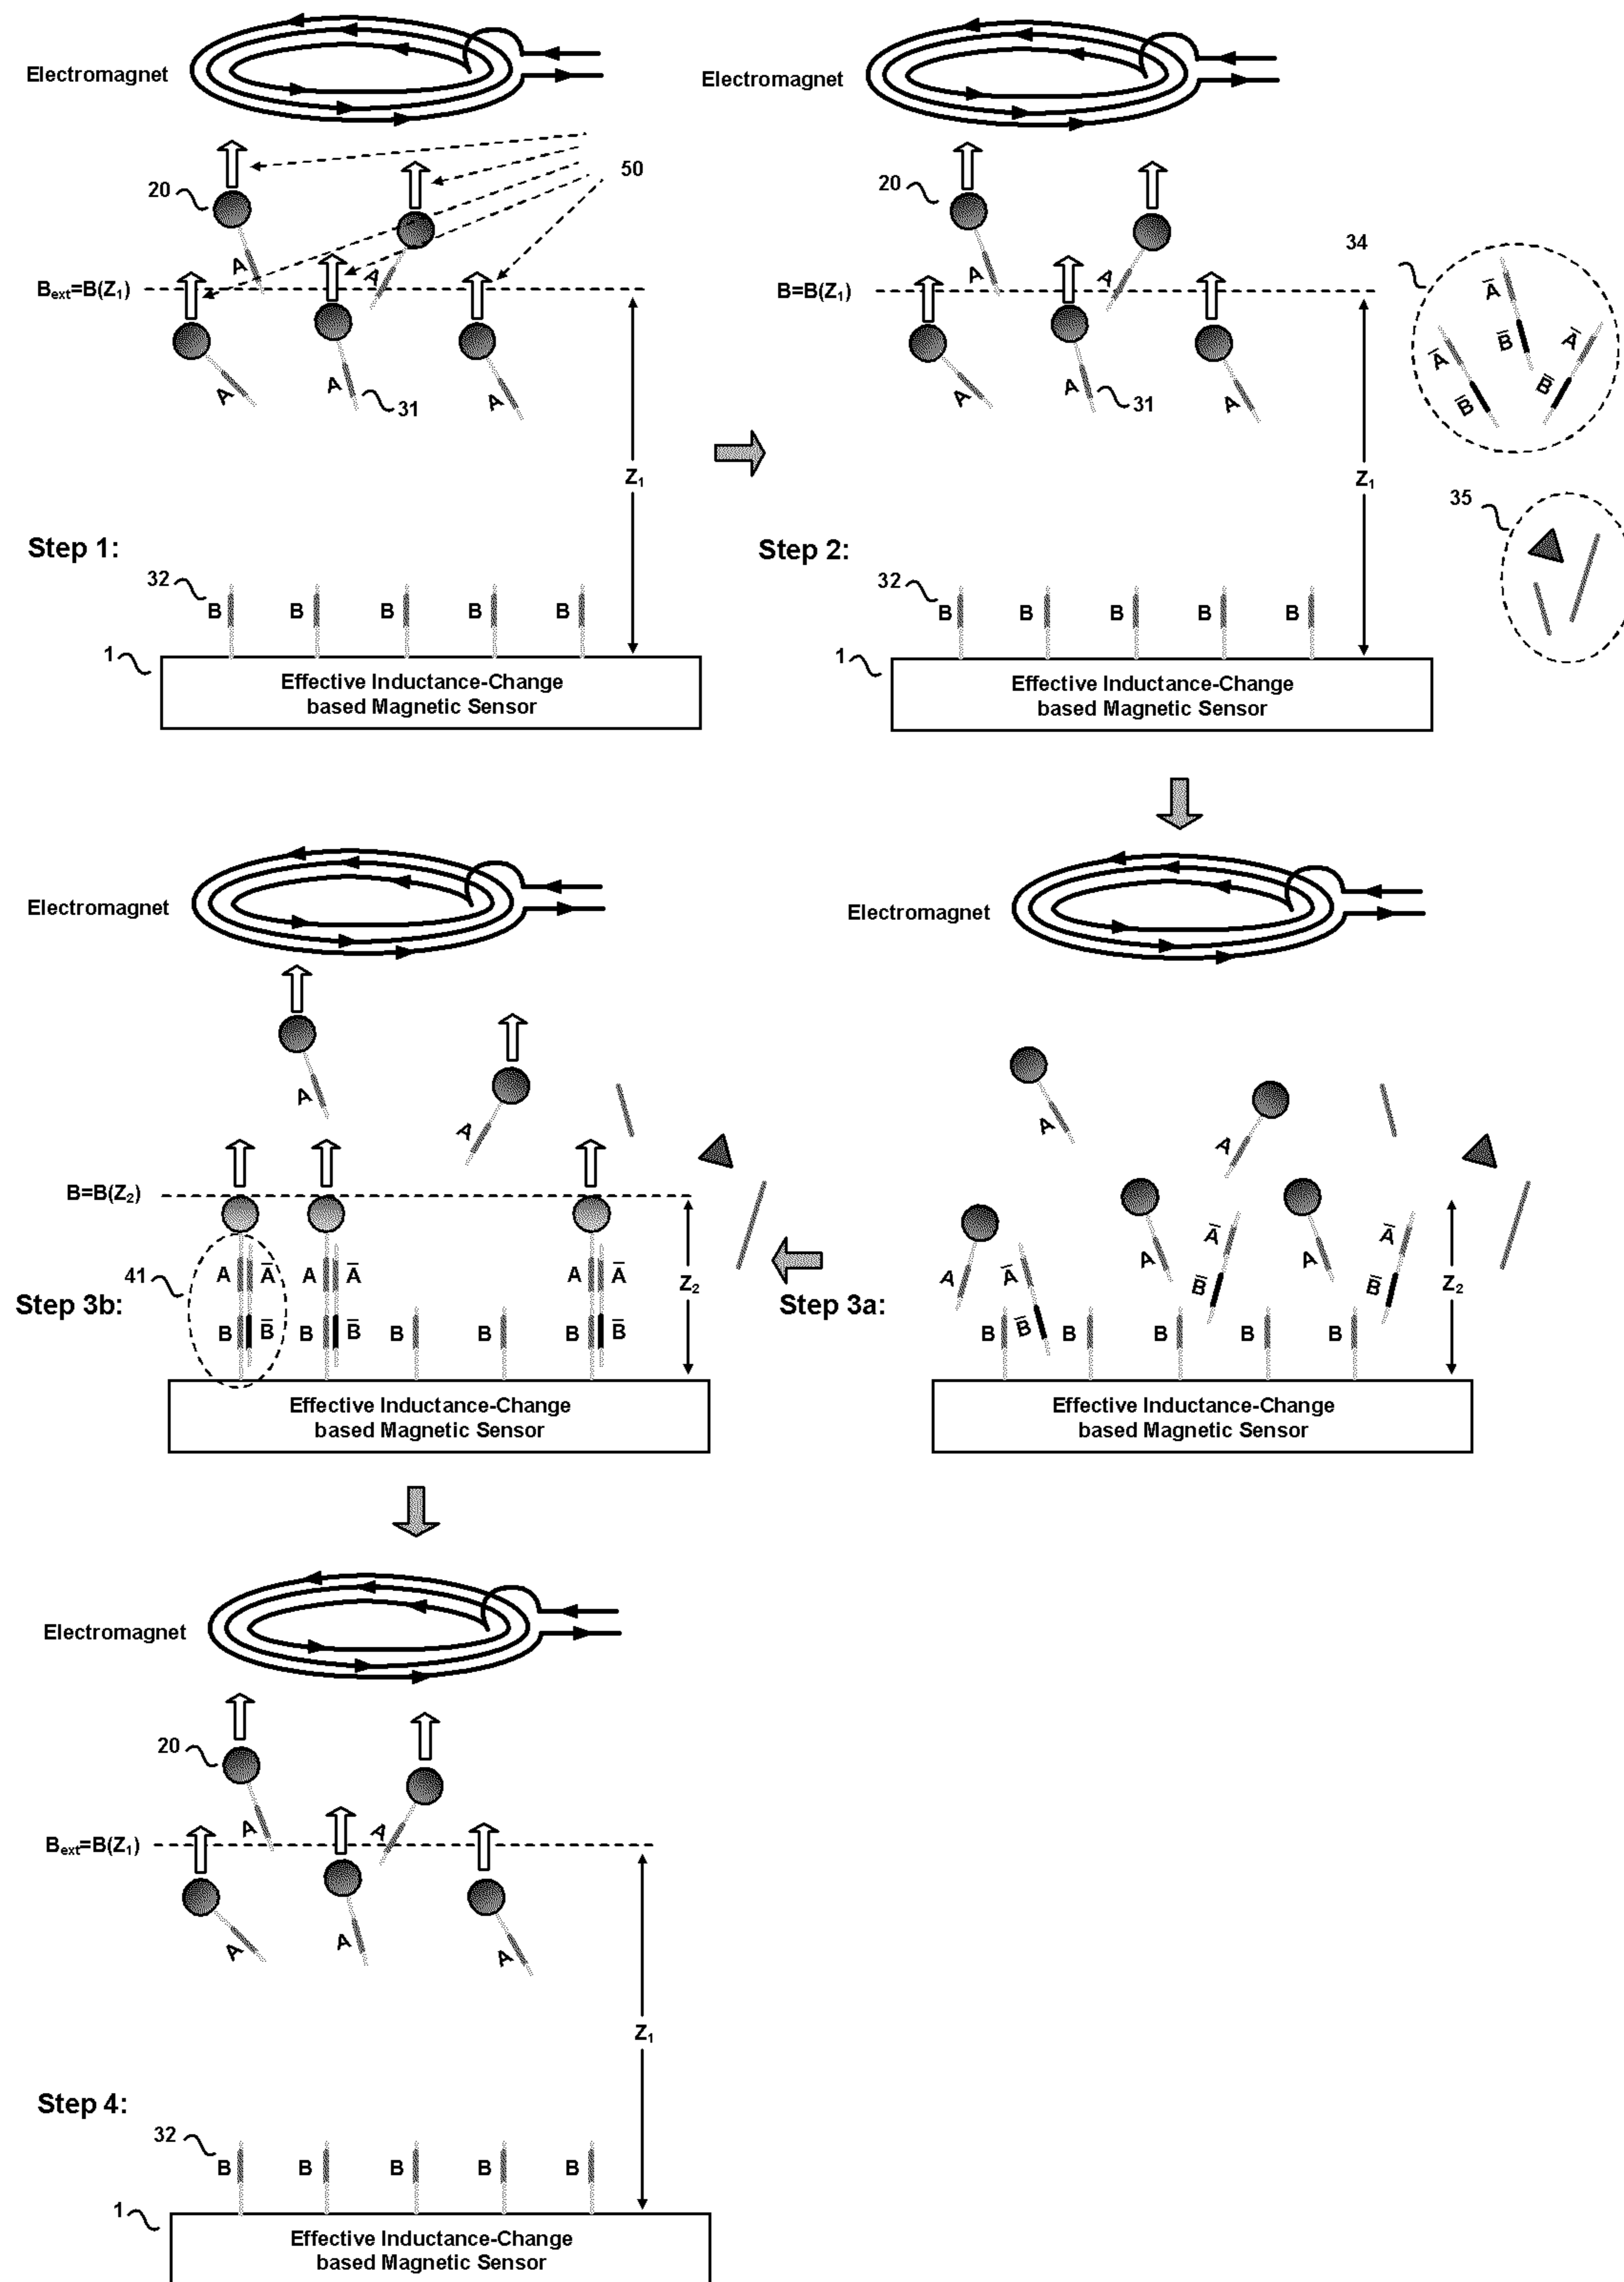 Electromagnet
50
20
A
A
B_ext=B(Z₁)
A
A
A
31
Z₁
Step 1:
32
B B B B B
1
Effective Inductance-Change
based Magnetic Sensor
Electromagnet
20
A
A
B=B(Z₁)
A
A
A
31
Z₁
34
A̅
B̅
A̅
B̅
A̅
B̅
35
Step 2:
32
B B B B B
1
Effective Inductance-Change
based Magnetic Sensor
Electromagnet
A
A
A
A
A
A̅
B̅
A̅
B̅
A̅
B̅
Z₂
Step 3a:
B B B B B
Effective Inductance-Change
based Magnetic Sensor
Electromagnet
A
A
B=B(Z₂)
41
A A̅ A A̅ A A̅
Z₂
Step 3b:
B B̅ B B̅ B B B B̅
Effective Inductance-Change
based Magnetic Sensor
Electromagnet
20
A
A
B_ext=B(Z₁)
A
A
A
Z₁
Step 4:
32
B B B B B
1
Effective Inductance-Change
based Magnetic Sensor